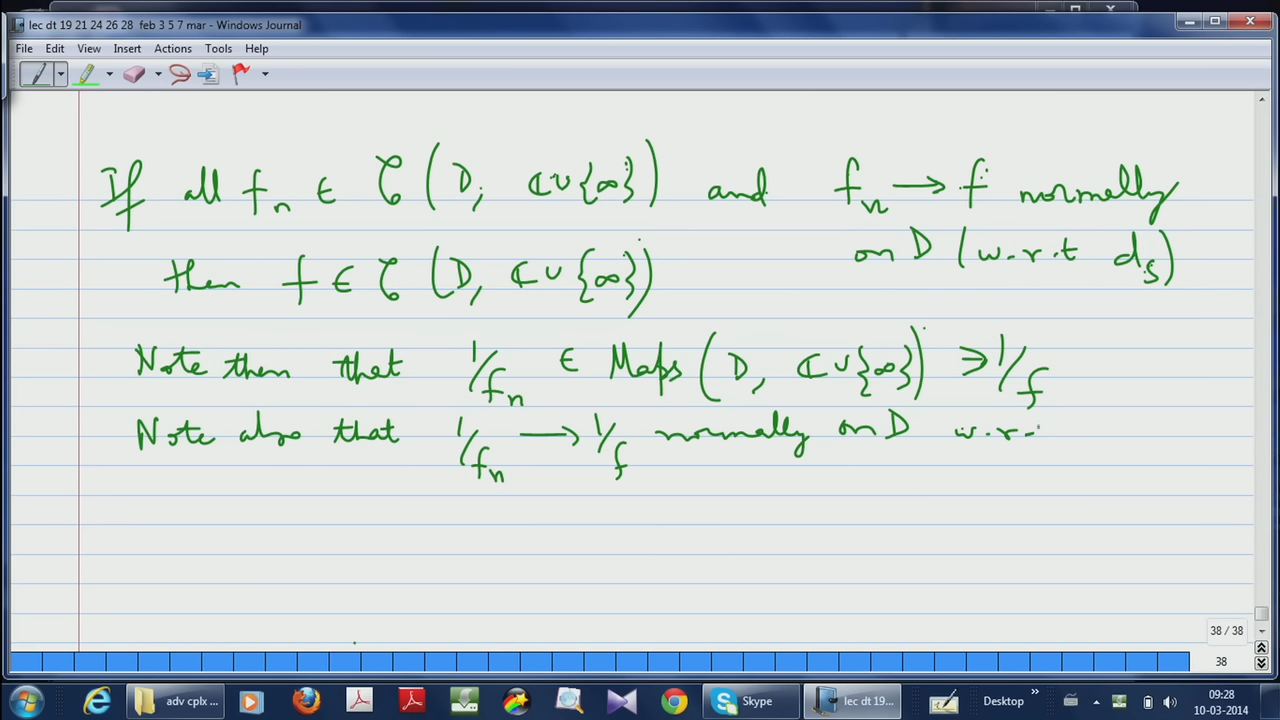 lec dt 19 21 24 26 28 feb 3 5 7 mar - Windows Journal
File Edit View Insert Actions Tools Help
If all fₙ ∈ 𝒞 (D, ℂ∪{∞}) and fₙ → f normally
on D (w.r.t d_s)
then f ∈ 𝒞 (D, ℂ∪{∞})
Note then that 1/fₙ ∈ Maps (D, ℂ∪{∞}) ∋ 1/f
Note also that 1/fₙ → 1/f normally on D w.r.
38 / 38
38
adv cplx ... Skype lec dt 19... Desktop »
09:28
10-03-2014